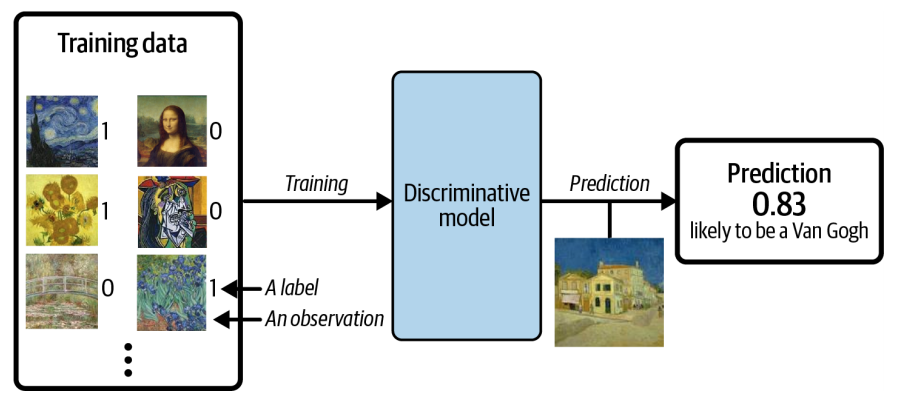 Training data
1
0
1
0
0
1
A label
An observation
Training
Discriminative
model
Prediction
Prediction
0.83
likely to be a Van Gogh